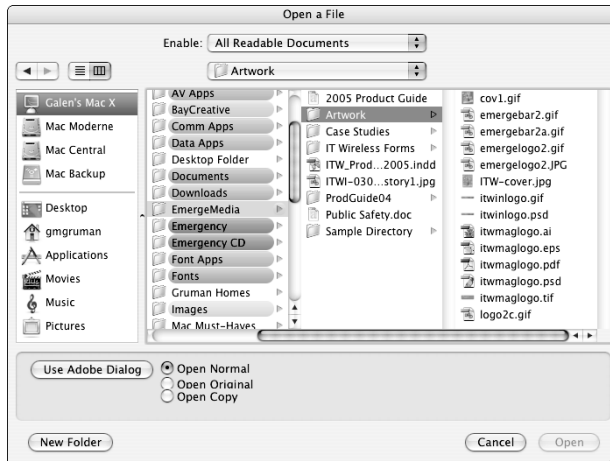 Open a File
Enable: All Readable Documents
Artwork
Galen's Mac X
Mac Moderne
Mac Central
Mac Backup
Desktop
gmgruman
Applications
Movies
Music
Pictures
AV Apps
BayCreative
Comm Apps
Data Apps
Desktop Folder
Documents
Downloads
EmergeMedia
Emergency
Emergency CD
Font Apps
Fonts
Gruman Homes
Images
Mac Must-Haves
2005 Product Guide
Artwork
Case Studies
IT Wireless Forms
ITW_Prod...2005.indd
ITWI-030...story1.jpg
ProdGuide04
Public Safety.doc
Sample Directory
cov1.gif
emergebar2.gif
emergebar2a.gif
emergelogo2.gif
emergelogo2.JPG
ITW-cover.jpg
itwinlogo.gif
itwinlogo.psd
itwmaglogo.ai
itwmaglogo.eps
itwmaglogo.pdf
itwmaglogo.psd
itwmaglogo.tif
logo2c.gif
Use Adobe Dialog
Open Normal
Open Original
Open Copy
New Folder
Cancel
Open